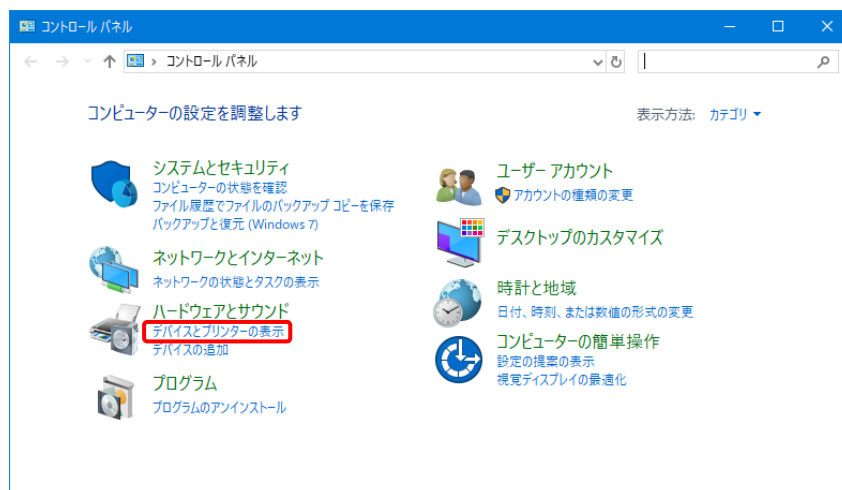 コントロール パネル
コントロール パネル
コンピューターの設定を調整します
表示方法: カテゴリ
システムとセキュリティ
コンピューターの状態を確認
ファイル履歴でファイルのバックアップ コピーを保存
バックアップと復元 (Windows 7)
ネットワークとインターネット
ネットワークの状態とタスクの表示
ハードウェアとサウンド
デバイスとプリンターの表示
デバイスの追加
プログラム
プログラムのアンインストール
ユーザー アカウント
アカウントの種類の変更
デスクトップのカスタマイズ
時計と地域
日付、時刻、または数値の形式の変更
コンピューターの簡単操作
設定の提案の表示
視覚ディスプレイの最適化